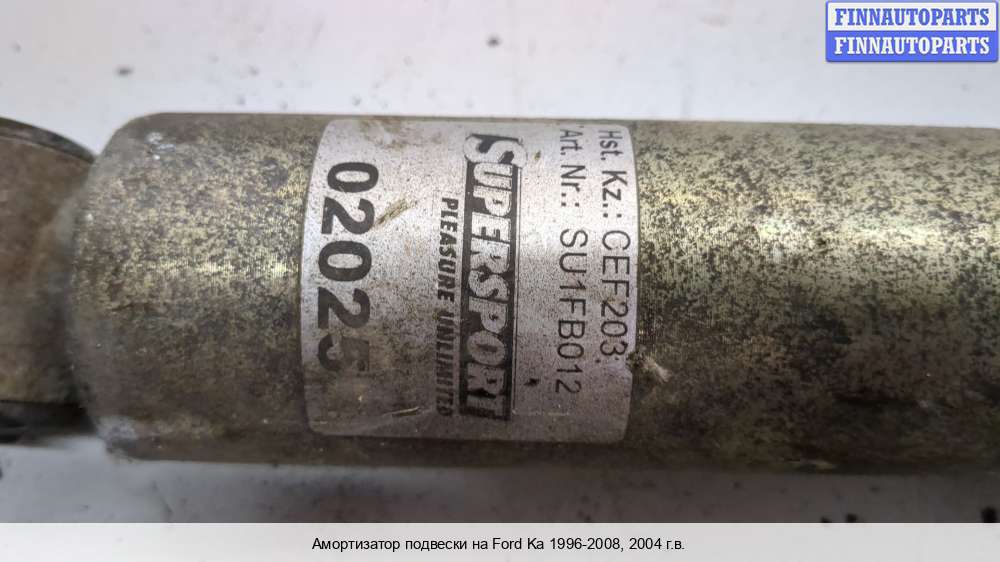 FINNAUTOPARTS
FINNAUTOPARTS
Hst. Kz.: CEF203
Art. Nr.: SU1FB012
SUPERSPORT
PLEASURE UNLIMITED
02025
Амортизатор подвески на Ford Ka 1996-2008, 2004 г.в.